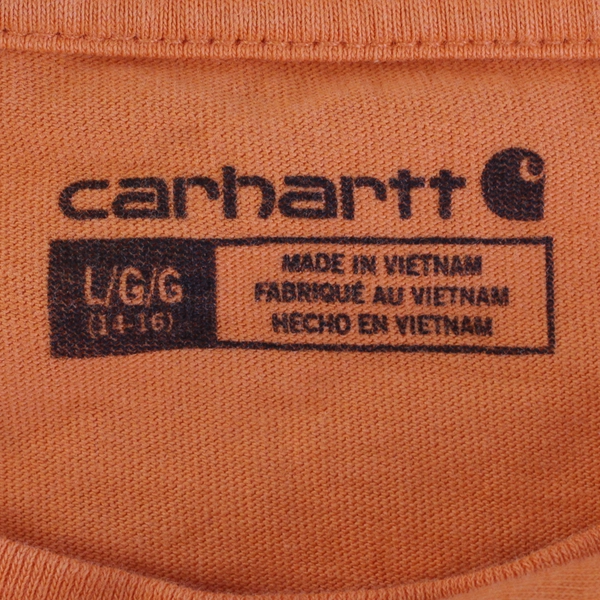 carhartt
L/G/G
(14-16)
MADE IN VIETNAM
FABRIQUÉ AU VIETNAM
HECHO EN VIETNAM